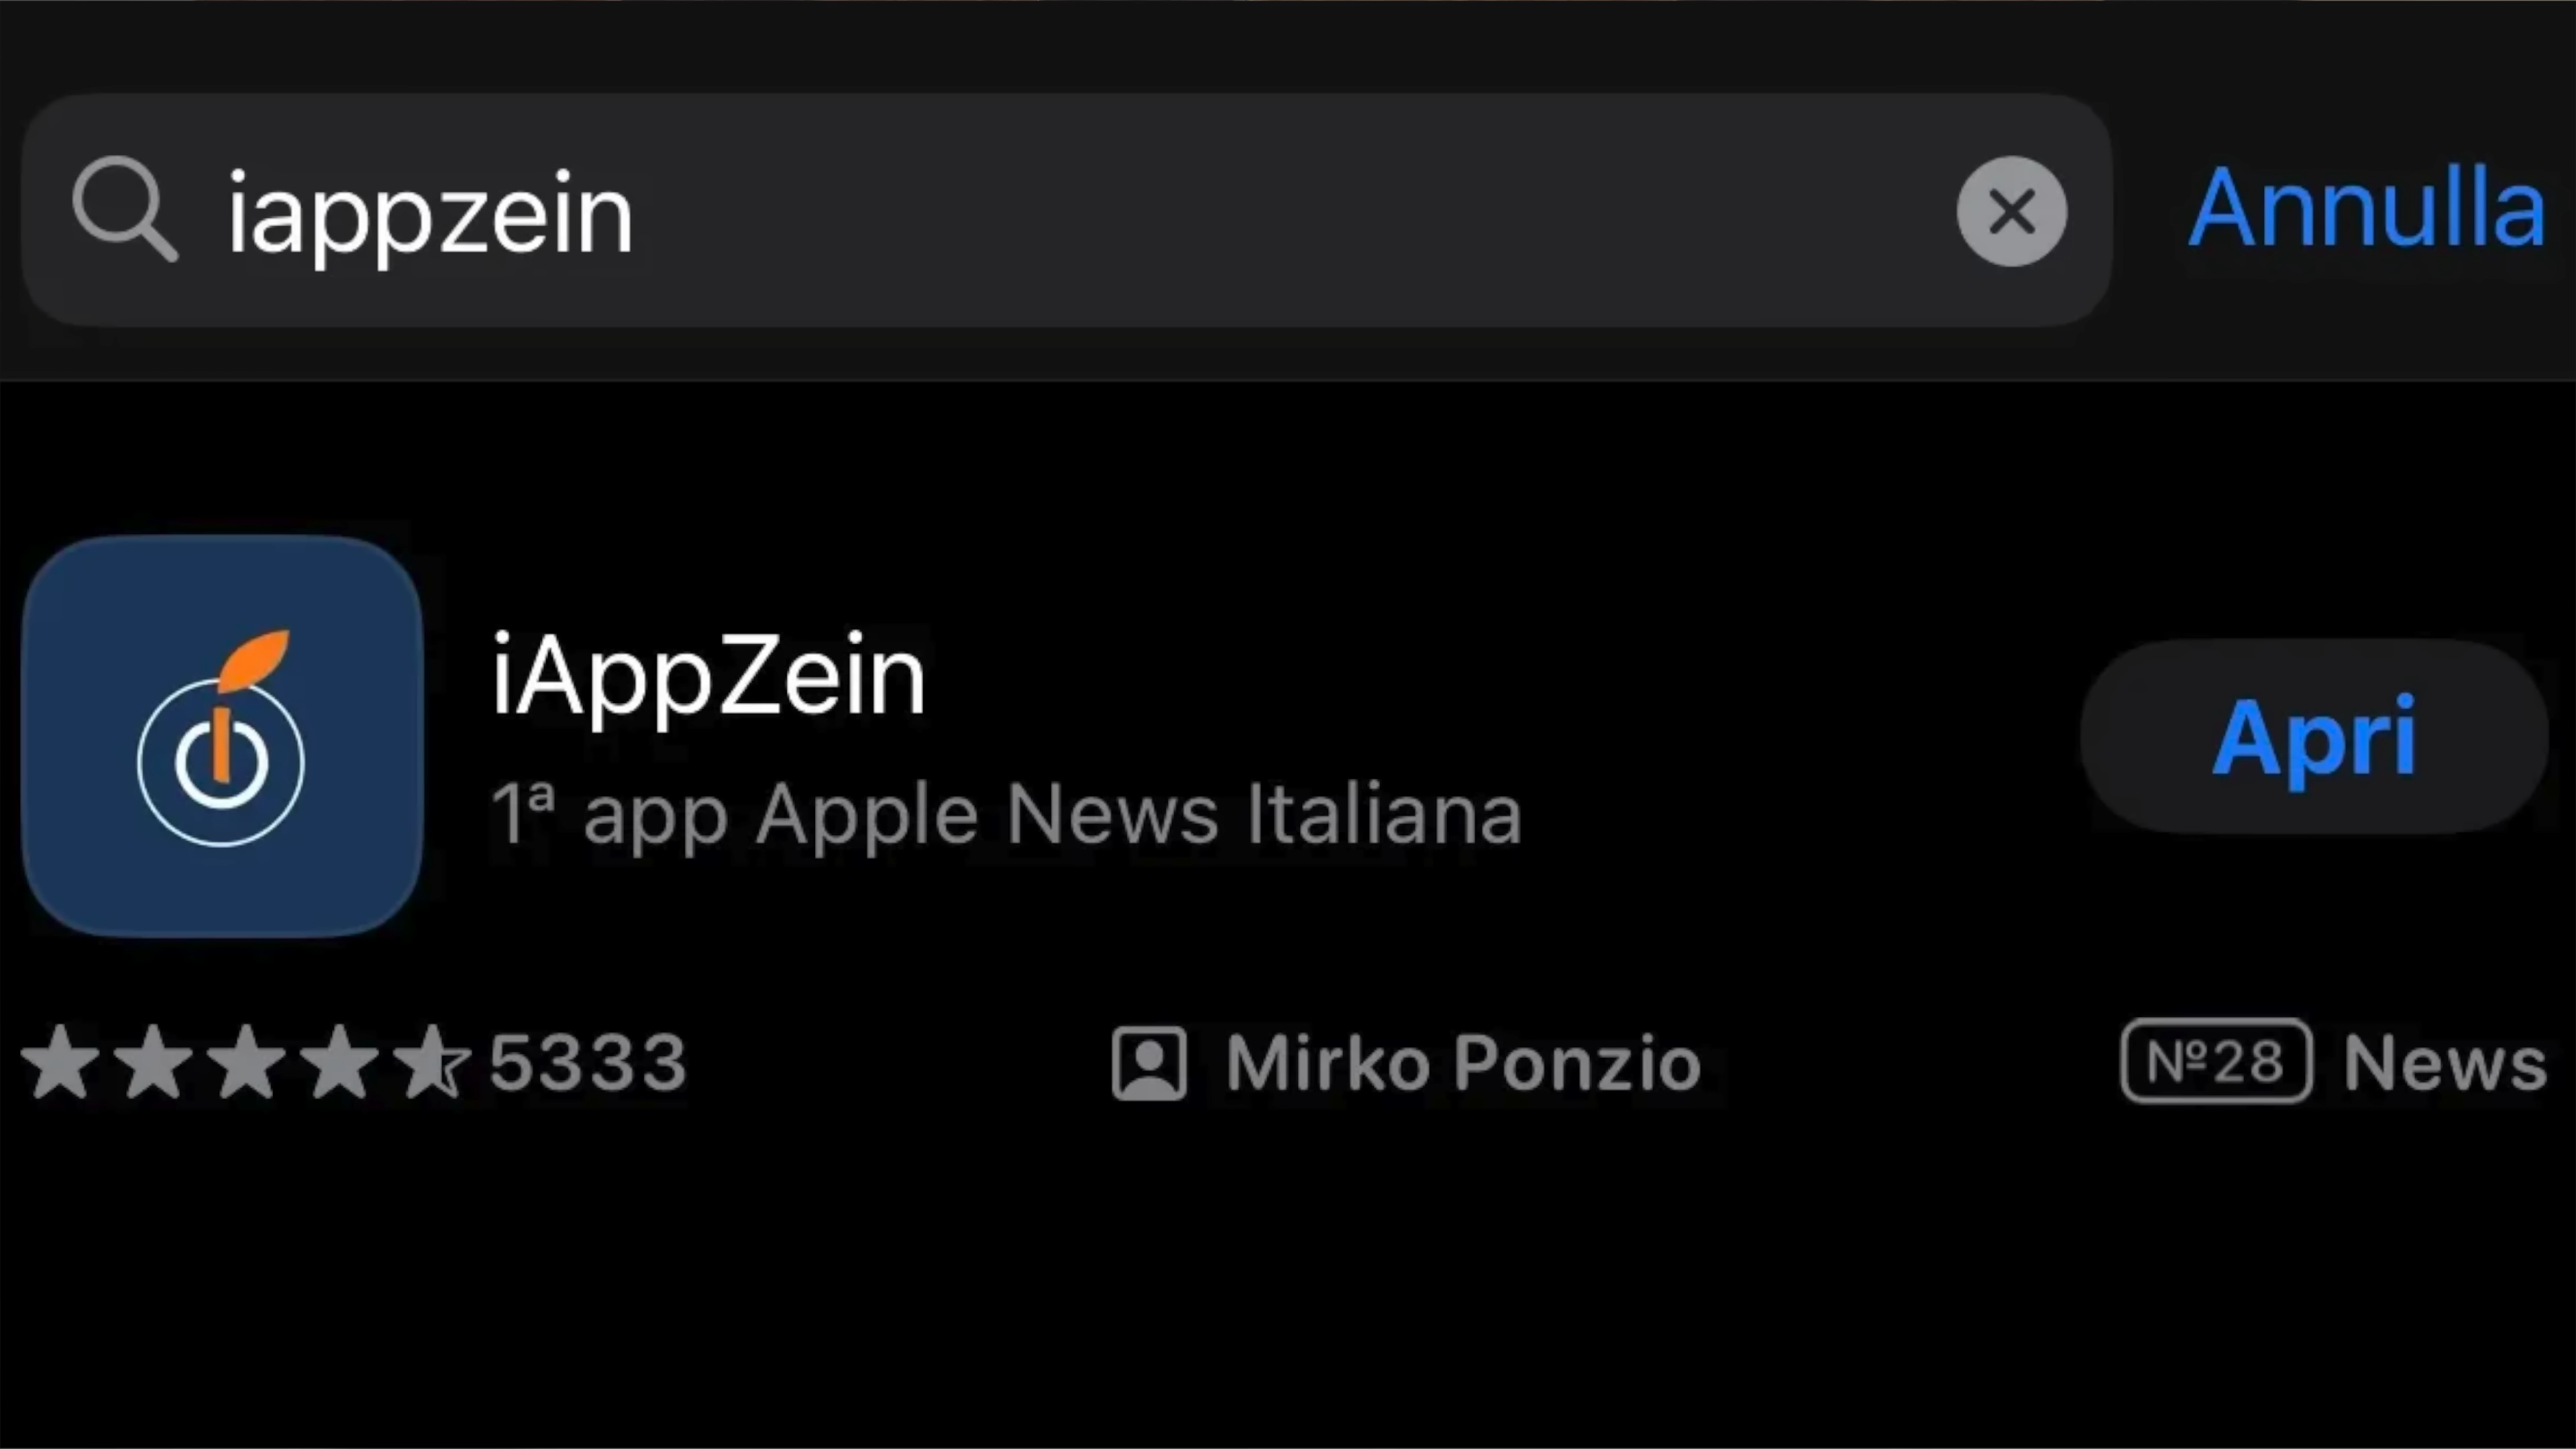 iappzein
Annulla
iAppZein
1ª app Apple News Italiana
Apri
5333
Mirko Ponzio
Nº28 News